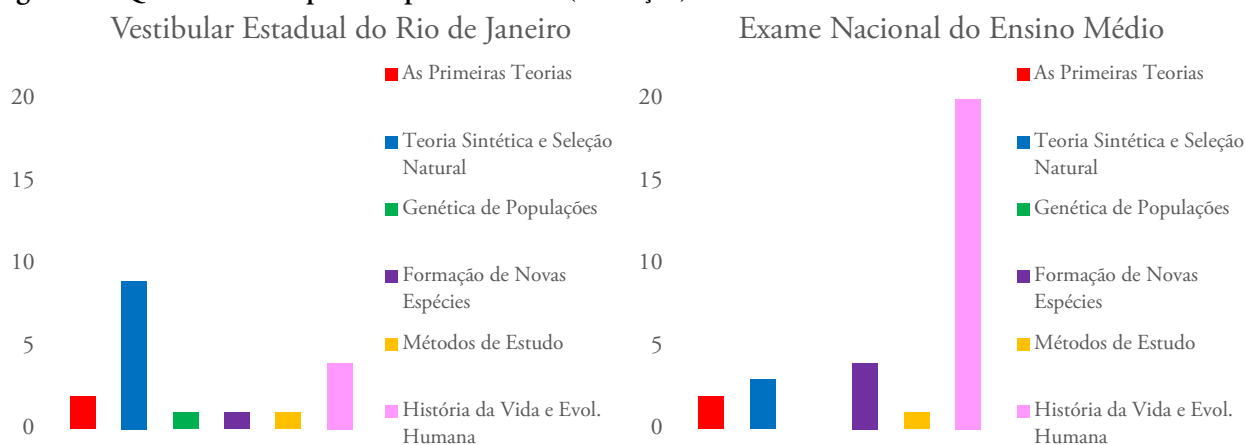 Vestibular Estadual do Rio de Janeiro
20
15
10
5
0
As Primeiras Teorias
Teoria Sintética e Seleção
Natural
Genética de Populações
Formação de Novas
Espécies
Métodos de Estudo
História da Vida e Evol.
Humana
Exame Nacional do Ensino Médio
20
15
10
5
0
As Primeiras Teorias
Teoria Sintética e Seleção
Natural
Genética de Populações
Formação de Novas
Espécies
Métodos de Estudo
História da Vida e Evol.
Humana